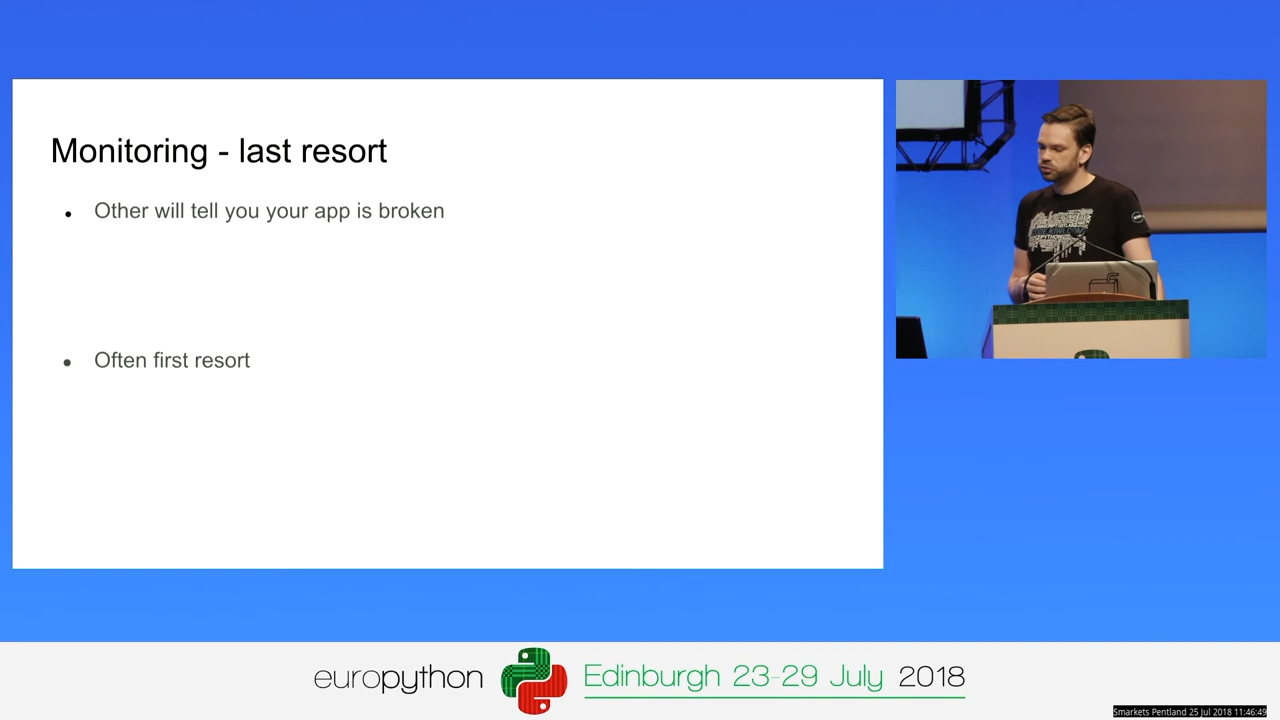 Monitoring - last resort
• Other will tell you your app is broken
• Often first resort
europython
Edinburgh 23-29 July 2018
Smarkets Pentland 25 Jul 2018 11:46:49